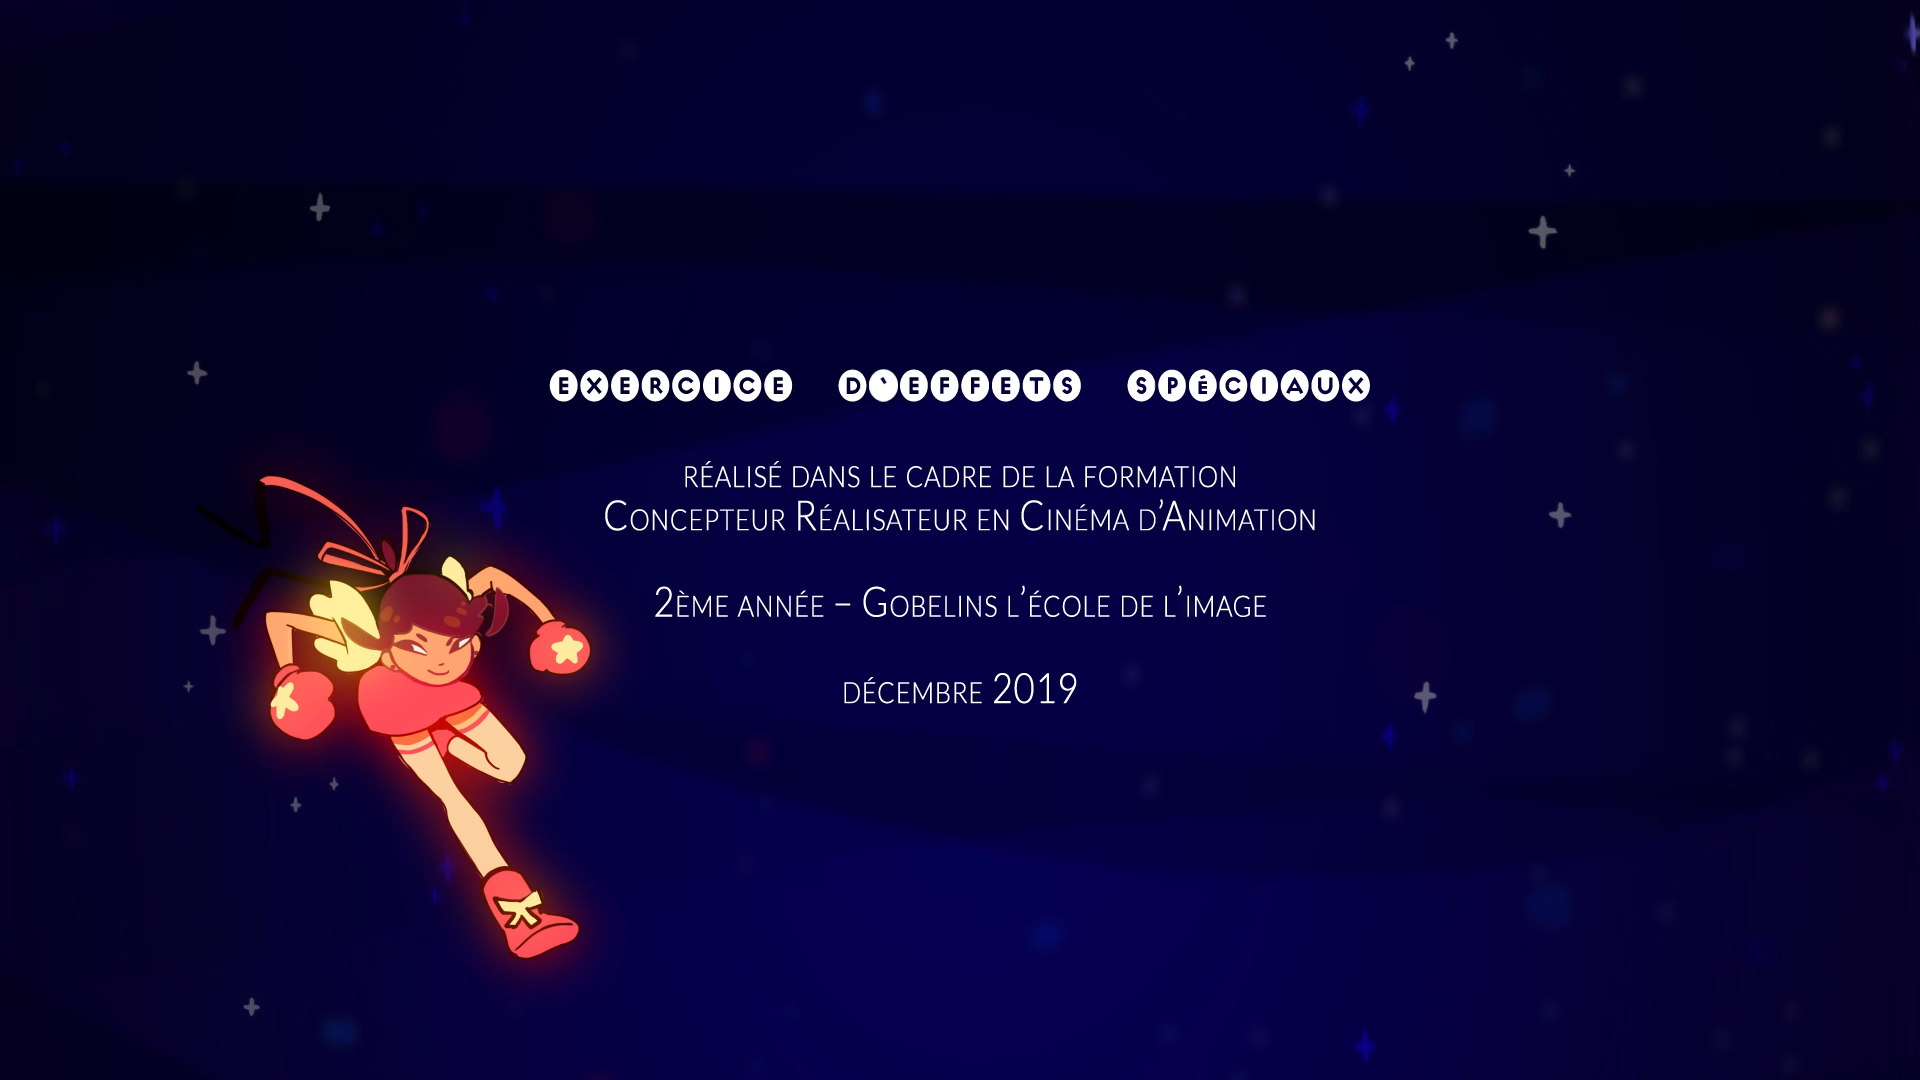 EXERCICE D'EFFETS SPÉCIAUX
RÉALISÉ DANS LE CADRE DE LA FORMATION
CONCEPTEUR RÉALISATEUR EN CINÉMA D’ANIMATION
2ÈME ANNÉE – GOBELINS L’ÉCOLE DE L’IMAGE
DÉCEMBRE 2019